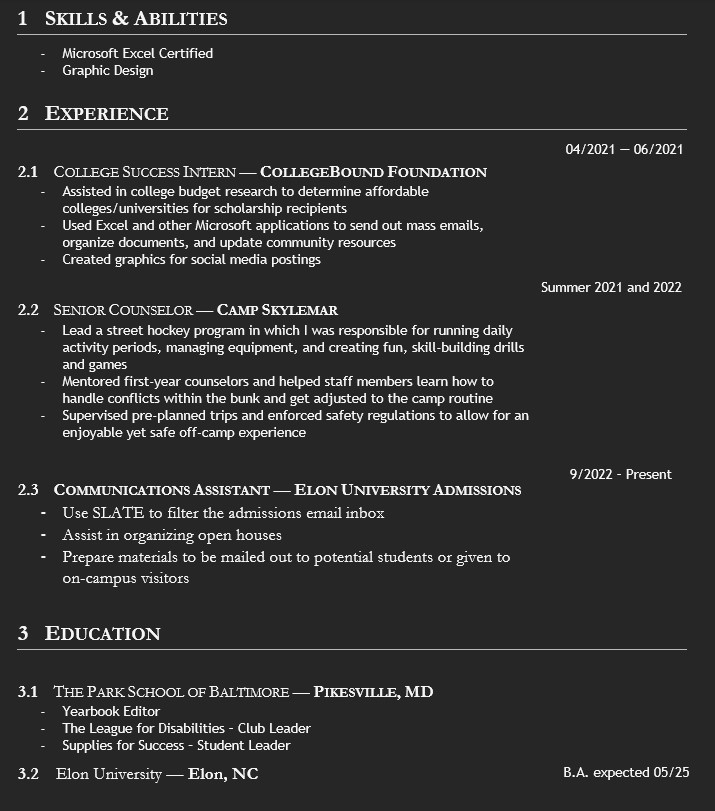 1 SKILLS & ABILITIES
- Microsoft Excel Certified
- Graphic Design
2 EXPERIENCE
04/2021 — 06/2021
2.1 COLLEGE SUCCESS INTERN — COLLEGEBOUND FOUNDATION
- Assisted in college budget research to determine affordable
colleges/universities for scholarship recipients
- Used Excel and other Microsoft applications to send out mass emails,
organize documents, and update community resources
- Created graphics for social media postings
Summer 2021 and 2022
2.2 SENIOR COUNSELOR — CAMP SKYLEMAR
- Lead a street hockey program in which I was responsible for running daily
activity periods, managing equipment, and creating fun, skill-building drills
and games
- Mentored first-year counselors and helped staff members learn how to
handle conflicts within the bunk and get adjusted to the camp routine
- Supervised pre-planned trips and enforced safety regulations to allow for an
enjoyable yet safe off-camp experience
9/2022 - Present
2.3 COMMUNICATIONS ASSISTANT — ELON UNIVERSITY ADMISSIONS
- Use SLATE to filter the admissions email inbox
- Assist in organizing open houses
- Prepare materials to be mailed out to potential students or given to
on-campus visitors
3 EDUCATION
3.1 THE PARK SCHOOL OF BALTIMORE — PIKESVILLE, MD
- Yearbook Editor
- The League for Disabilities - Club Leader
- Supplies for Success - Student Leader
3.2 Elon University — Elon, NC B.A. expected 05/25